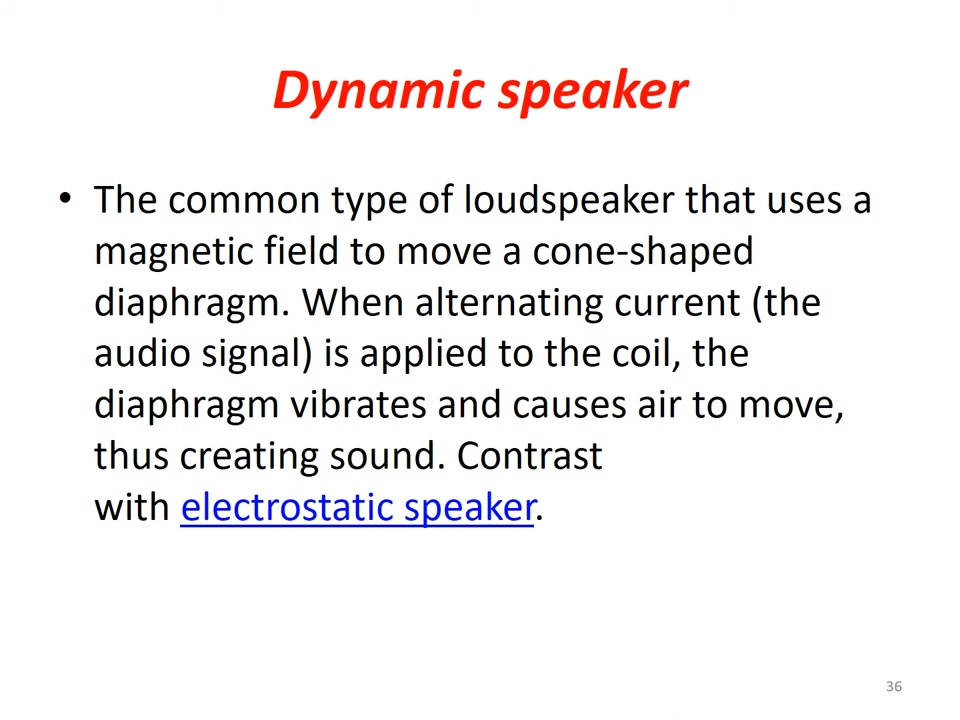 Dynamic speaker
• The common type of loudspeaker that uses a
magnetic field to move a cone-shaped
diaphragm. When alternating current (the
audio signal) is applied to the coil, the
diaphragm vibrates and causes air to move,
thus creating sound. Contrast
with electrostatic speaker.
36